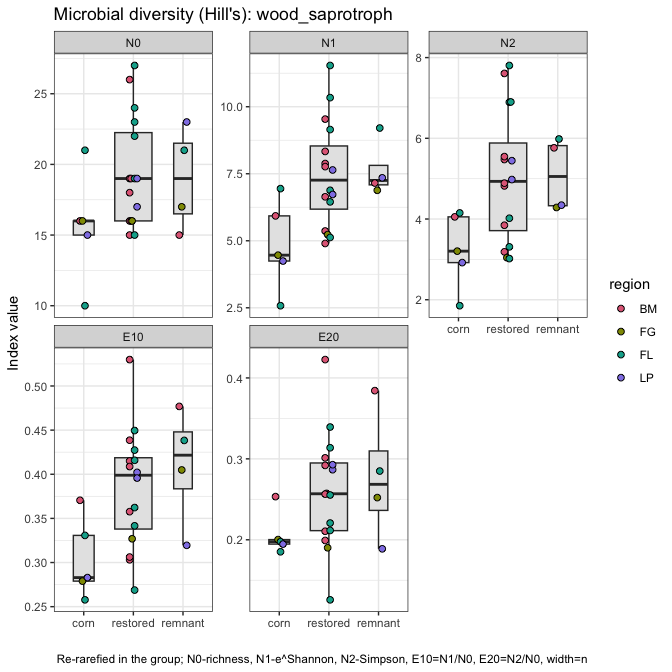 Microbial diversity (Hill's): wood_saprotroph
N0
N1
N2
25
20
15
10
10.0
7.5
5.0
2.5
8
6
4
2
corn restored remnant
E10
E20
0.50
0.45
0.40
0.35
0.30
0.25
0.4
0.3
0.2
corn restored remnant
corn restored remnant
Index value
region
BM
FG
FL
LP
Re-rarefied in the group; N0-richness, N1-e^Shannon, N2-Simpson, E10=N1/N0, E20=N2/N0, width=n